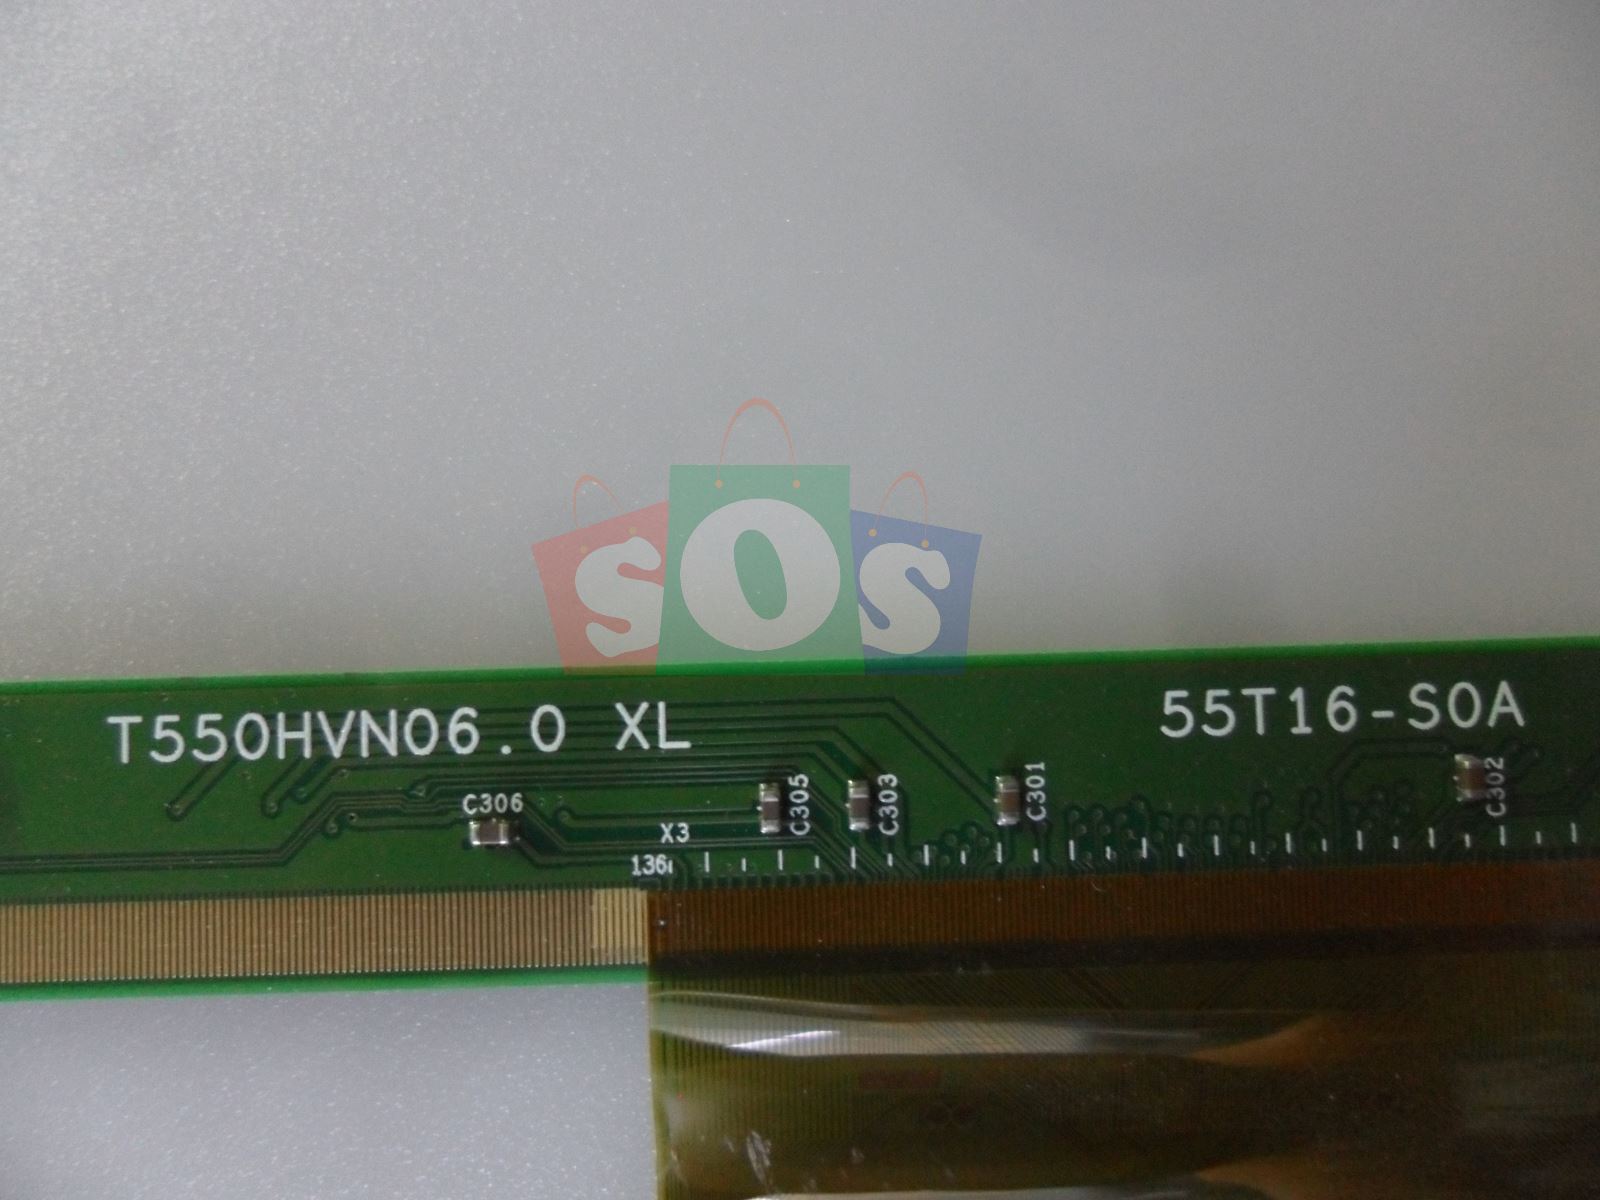 SOS
T550HVN06.0 XL
55T16-S0A
C306
C305
C303
C301
C302
X3
136